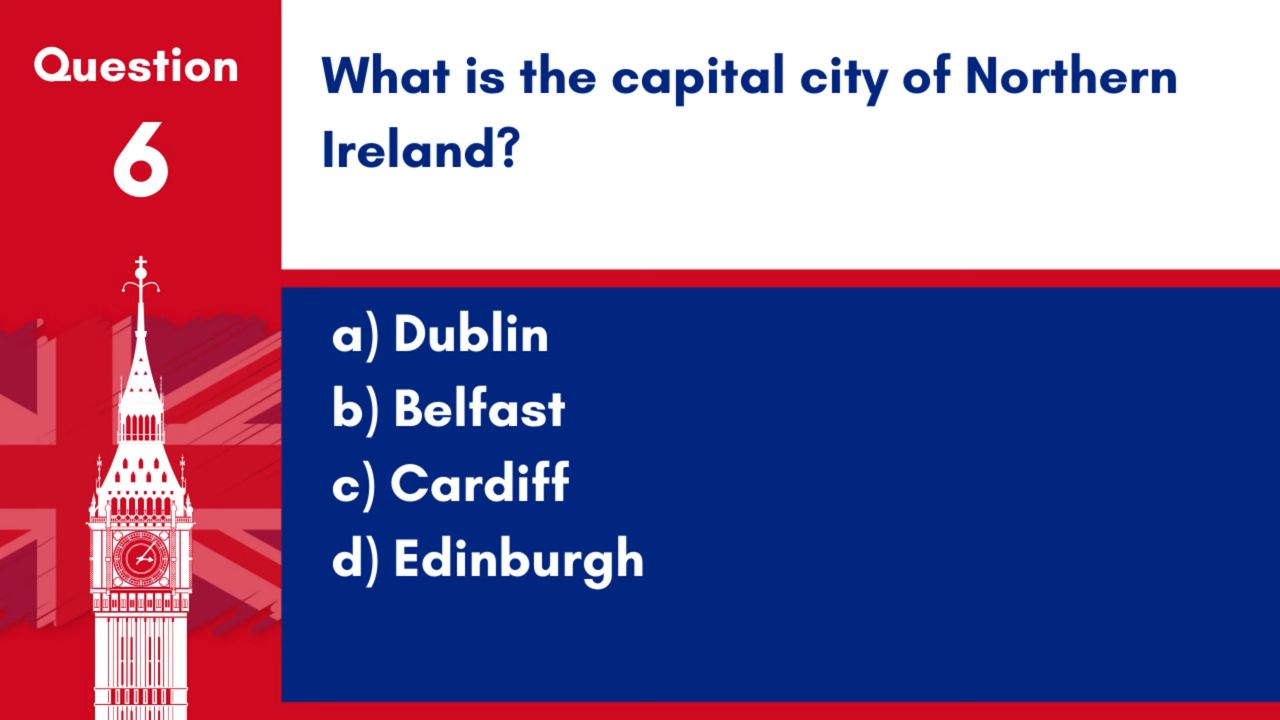 Question
6
What is the capital city of Northern
Ireland?
a) Dublin
b) Belfast
c) Cardiff
d) Edinburgh